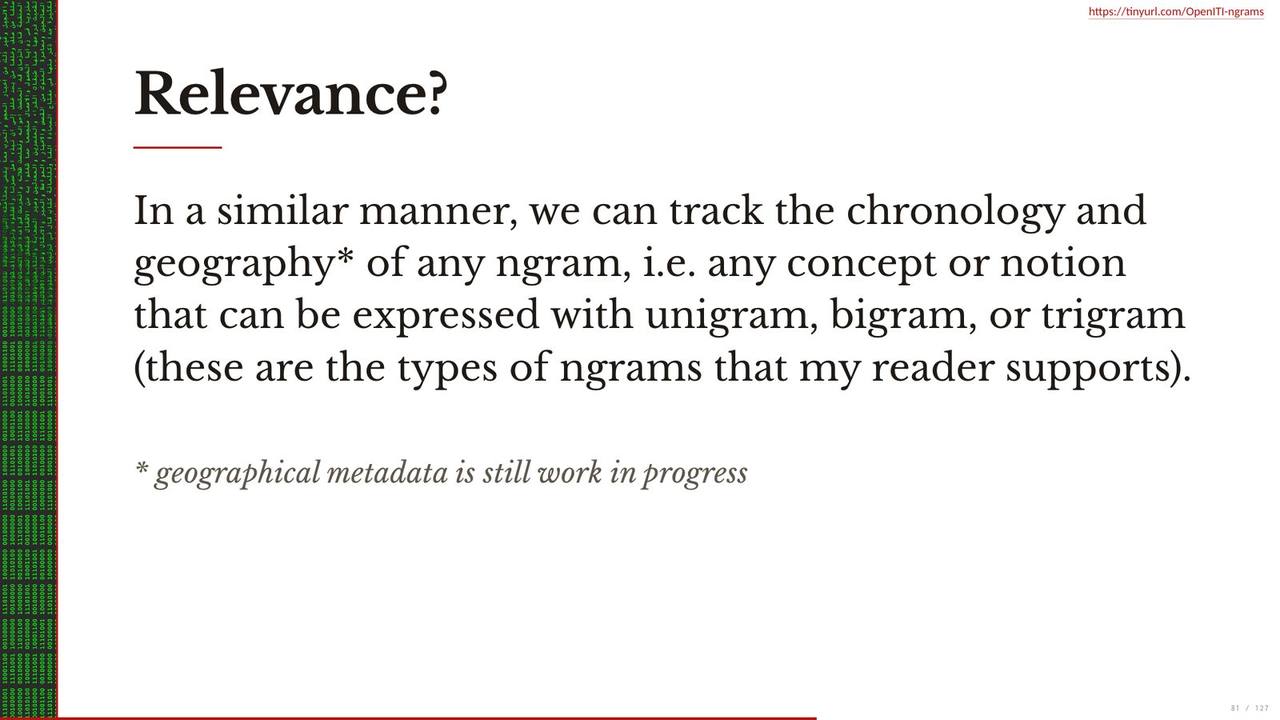 https://tinyurl.com/OpenITI-ngrams
Relevance?
In a similar manner, we can track the chronology and
geography* of any ngram, i.e. any concept or notion
that can be expressed with unigram, bigram, or trigram
(these are the types of ngrams that my reader supports).
* geographical metadata is still work in progress
81 / 127